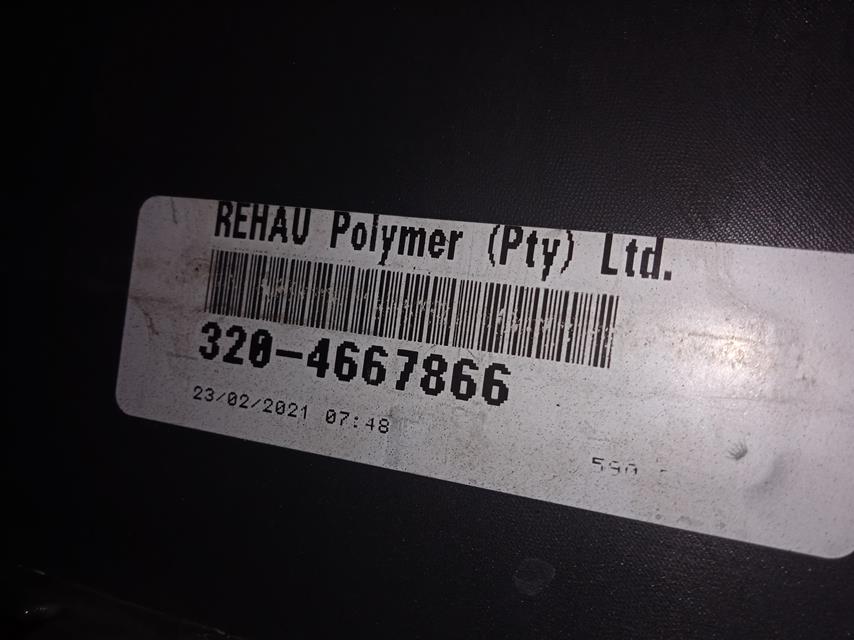 REHAU Polymer (Pty) Ltd.
320-4667866
23/02/2021 07:48
590